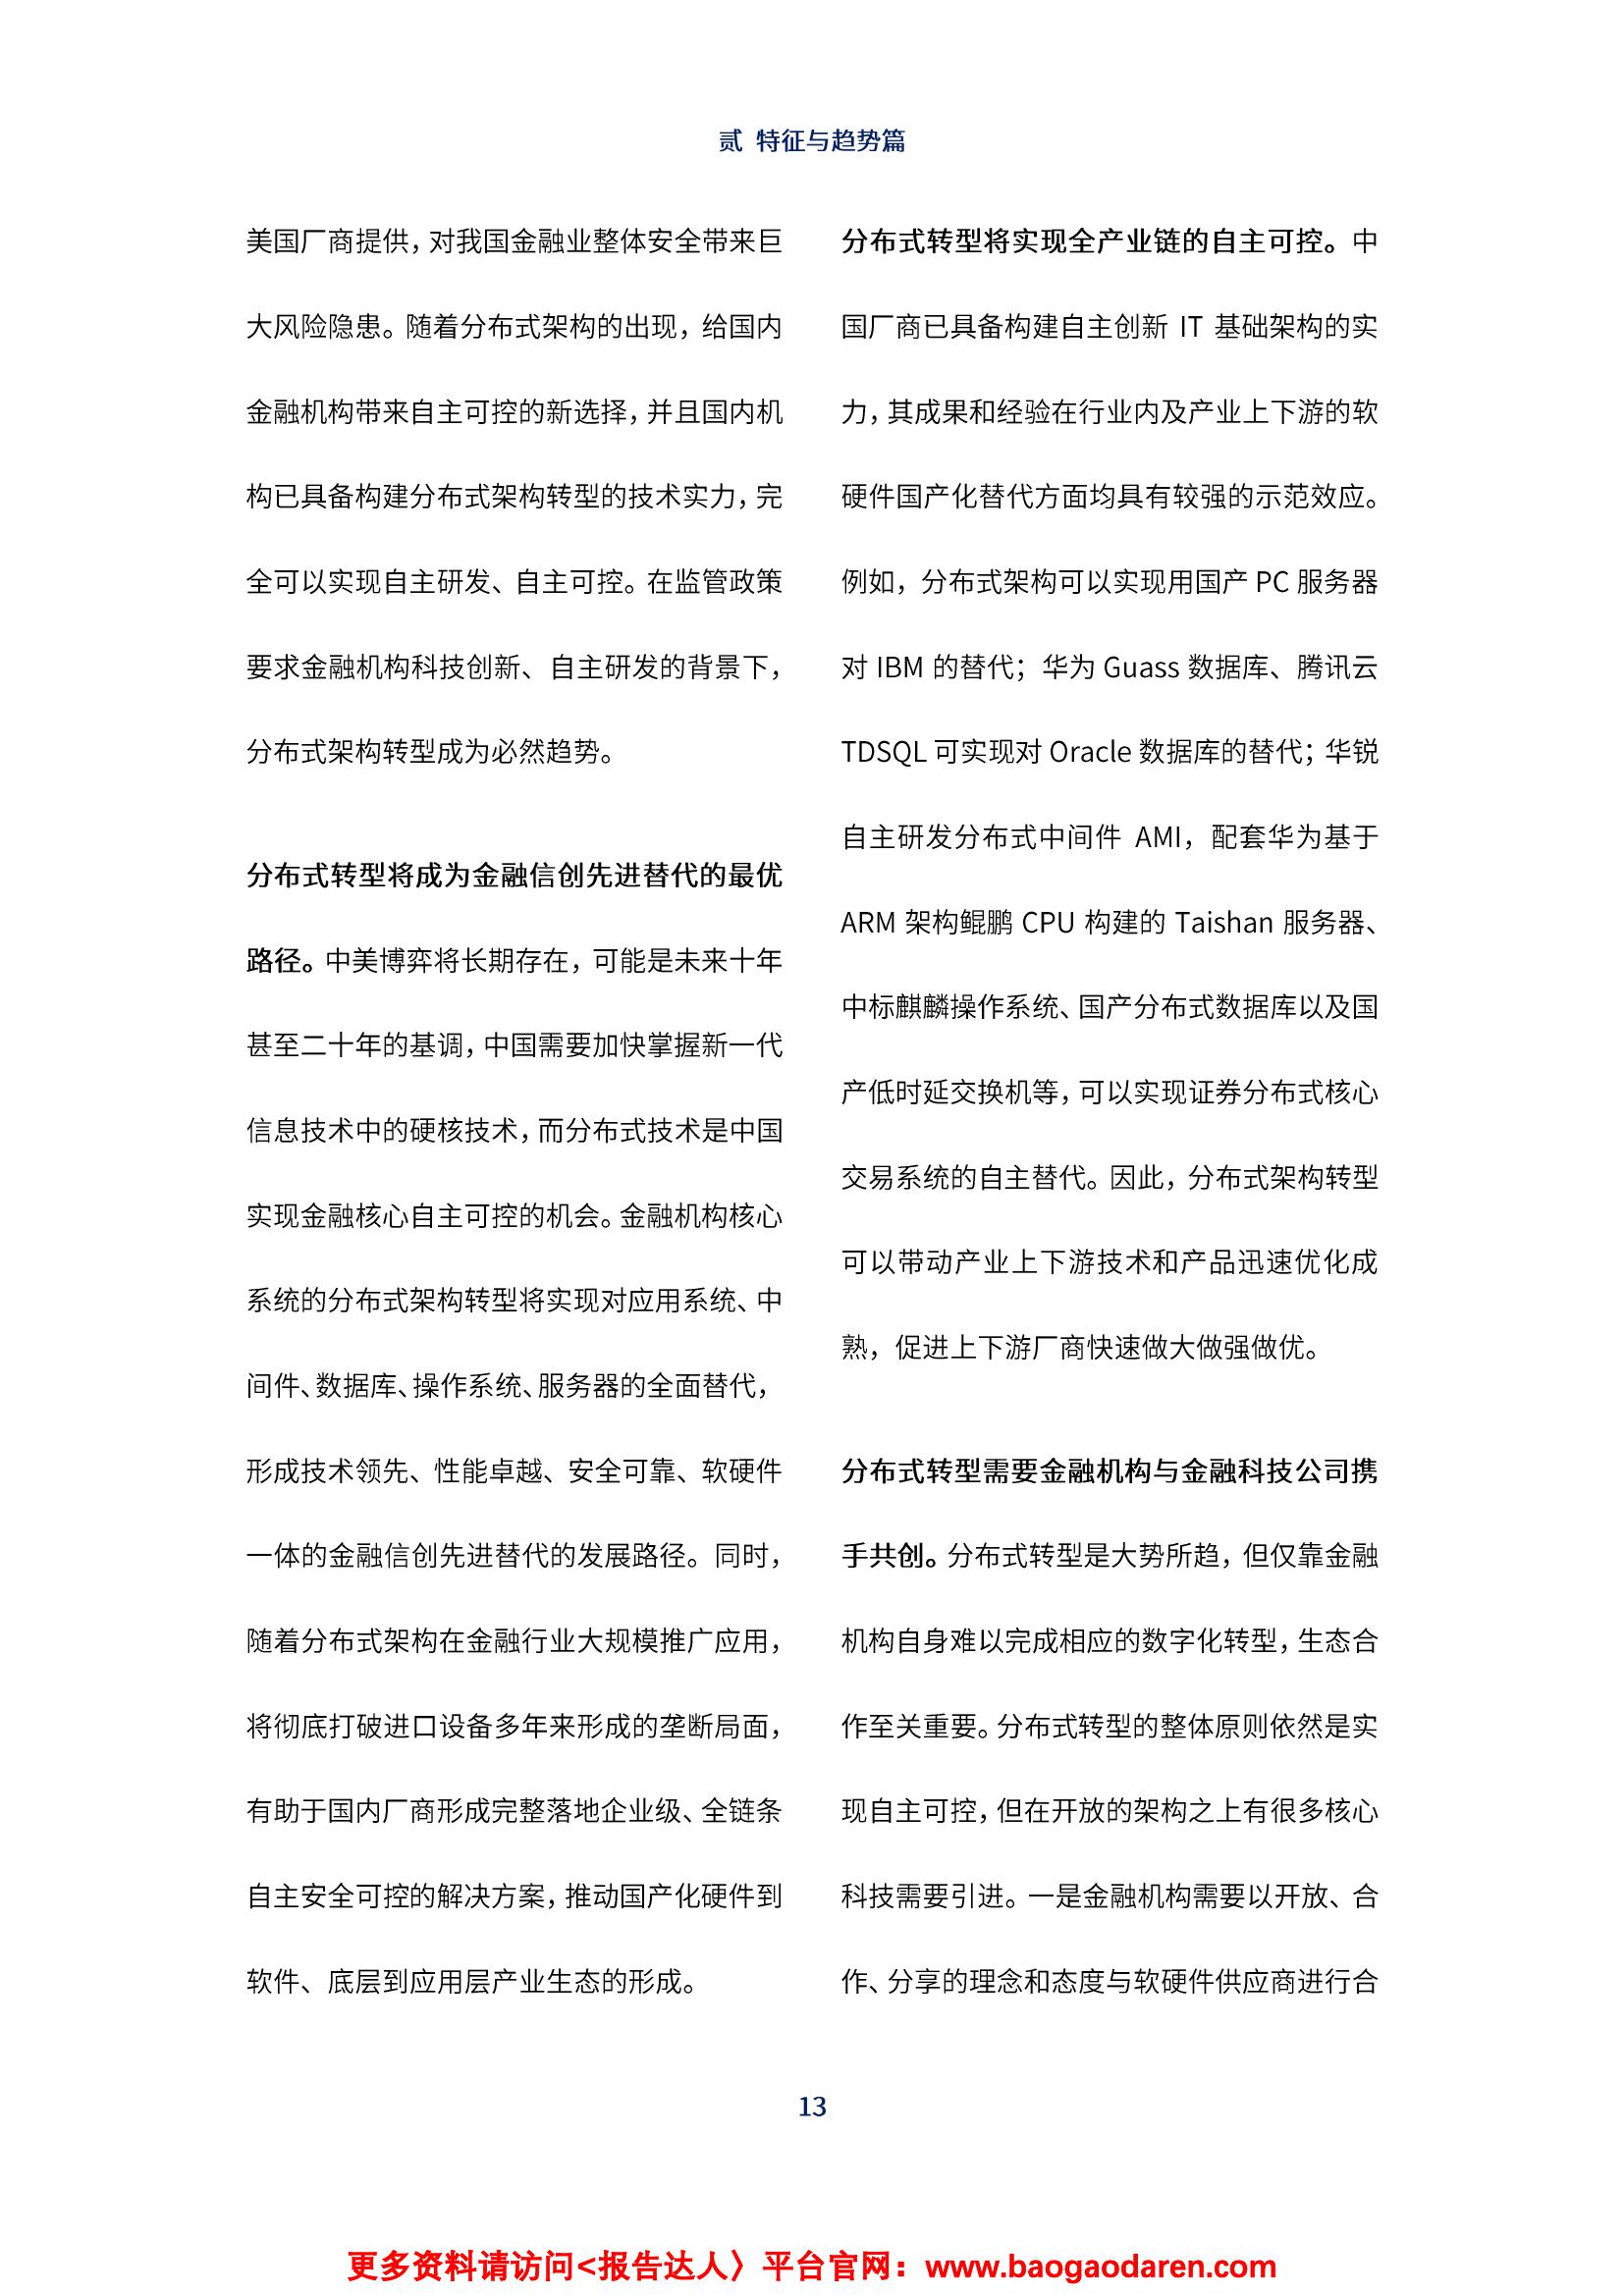 贰 特征与趋势篇
美国厂商提供，对我国金融业整体安全带来巨
大风险隐患。随着分布式架构的出现，给国内
金融机构带来自主可控的新选择，并且国内机
构已具备构建分布式架构转型的技术实力，完
全可以实现自主研发、自主可控。在监管政策
要求金融机构科技创新、自主研发的背景下，
分布式架构转型成为必然趋势。
分布式转型将成为金融信创先进替代的最优
路径。中美博弈将长期存在，可能是未来十年
甚至二十年的基调，中国需要加快掌握新一代
信息技术中的硬核技术，而分布式技术是中国
实现金融核心自主可控的机会。金融机构核心
系统的分布式架构转型将实现对应用系统、中
间件、数据库、操作系统、服务器的全面替代，
形成技术领先、性能卓越、安全可靠、软硬件
一体的金融信创先进替代的发展路径。同时，
随着分布式架构在金融行业大规模推广应用，
将彻底打破进口设备多年来形成的垄断局面，
有助于国内厂商形成完整落地企业级、全链条
自主安全可控的解决方案，推动国产化硬件到
软件、底层到应用层产业生态的形成。
分布式转型将实现全产业链的自主可控。中
国厂商已具备构建自主创新 IT 基础架构的实
力，其成果和经验在行业内及产业上下游的软
硬件国产化替代方面均具有较强的示范效应。
例如，分布式架构可以实现用国产 PC 服务器
对 IBM 的替代；华为 Guass 数据库、腾讯云
TDSQL 可实现对 Oracle 数据库的替代；华锐
自主研发分布式中间件 AMI，配套华为基于
ARM 架构鲲鹏 CPU 构建的 Taishan 服务器、
中标麒麟操作系统、国产分布式数据库以及国
产低时延交换机等，可以实现证券分布式核心
交易系统的自主替代。因此，分布式架构转型
可以带动产业上下游技术和产品迅速优化成
熟，促进上下游厂商快速做大做强做优。
分布式转型需要金融机构与金融科技公司携
手共创。分布式转型是大势所趋，但仅靠金融
机构自身难以完成相应的数字化转型，生态合
作至关重要。分布式转型的整体原则依然是实
现自主可控，但在开放的架构之上有很多核心
科技需要引进。一是金融机构需要以开放、合
作、分享的理念和态度与软硬件供应商进行合
13
更多资料请访问<报告达人〉平台官网：www.baogaodaren.com